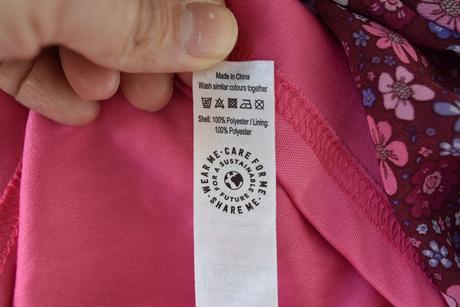 Made in China
Wash similar colours together
Shell: 100% Polyester / Lining:
100% Polyester
WEAR ME • CARE FOR ME • SHARE ME •
FOR A SUSTAINABLE FUTURE